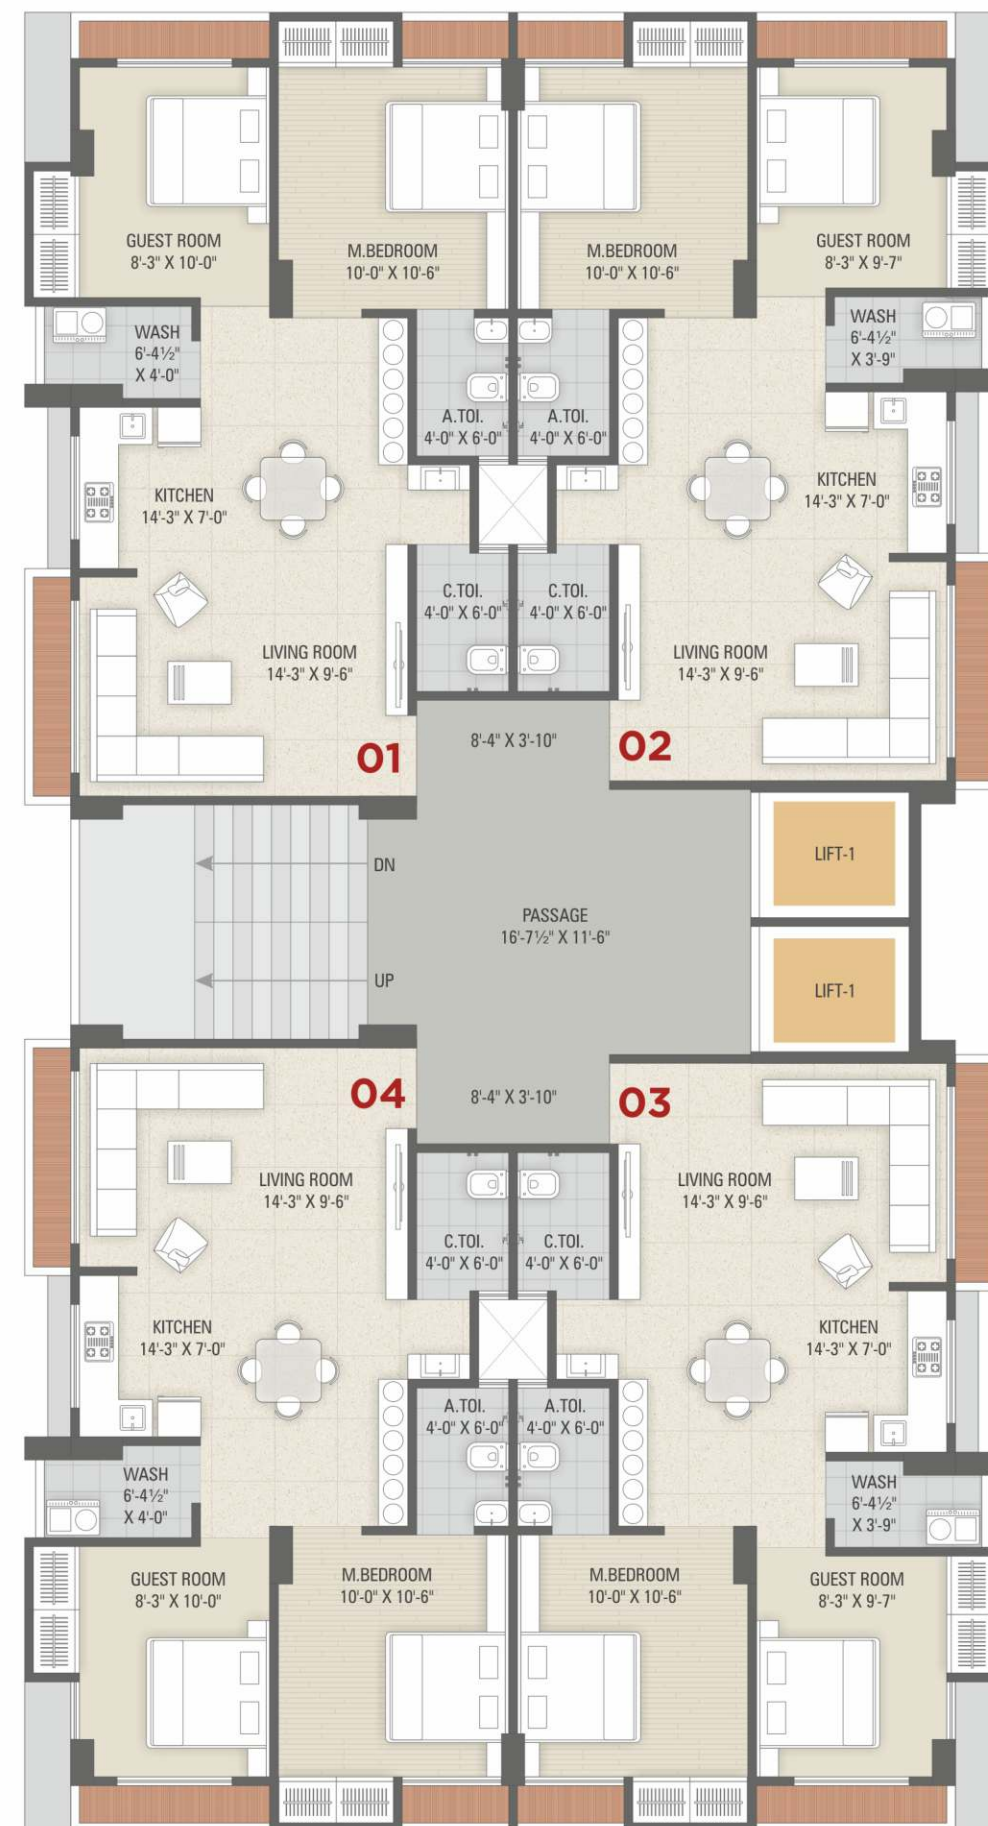 GUEST ROOM
8'-3" X 10'-0"
M.BEDROOM
10'-0" X 10'-6"
M.BEDROOM
10'-0" X 10'-6"
GUEST ROOM
8'-3" X 9'-7"
WASH
6'-4½"
X 4'-0"
WASH
6'-4½"
X 3'-9"
A.TOI.
4'-0" X 6'-0"
A.TOI.
4'-0" X 6'-0"
KITCHEN
14'-3" X 7'-0"
KITCHEN
14'-3" X 7'-0"
C.TOI.
4'-0" X 6'-0"
C.TOI.
4'-0" X 6'-0"
LIVING ROOM
14'-3" X 9'-6"
LIVING ROOM
14'-3" X 9'-6"
01
8'-4" X 3'-10"
02
DN
LIFT-1
PASSAGE
16'-7½" X 11'-6"
UP
LIFT-1
04
8'-4" X 3'-10"
03
LIVING ROOM
14'-3" X 9'-6"
LIVING ROOM
14'-3" X 9'-6"
C.TOI.
4'-0" X 6'-0"
C.TOI.
4'-0" X 6'-0"
KITCHEN
14'-3" X 7'-0"
KITCHEN
14'-3" X 7'-0"
A.TOI.
4'-0" X 6'-0"
A.TOI.
4'-0" X 6'-0"
WASH
6'-4½"
X 4'-0"
WASH
6'-4½"
X 3'-9"
GUEST ROOM
8'-3" X 10'-0"
M.BEDROOM
10'-0" X 10'-6"
M.BEDROOM
10'-0" X 10'-6"
GUEST ROOM
8'-3" X 9'-7"